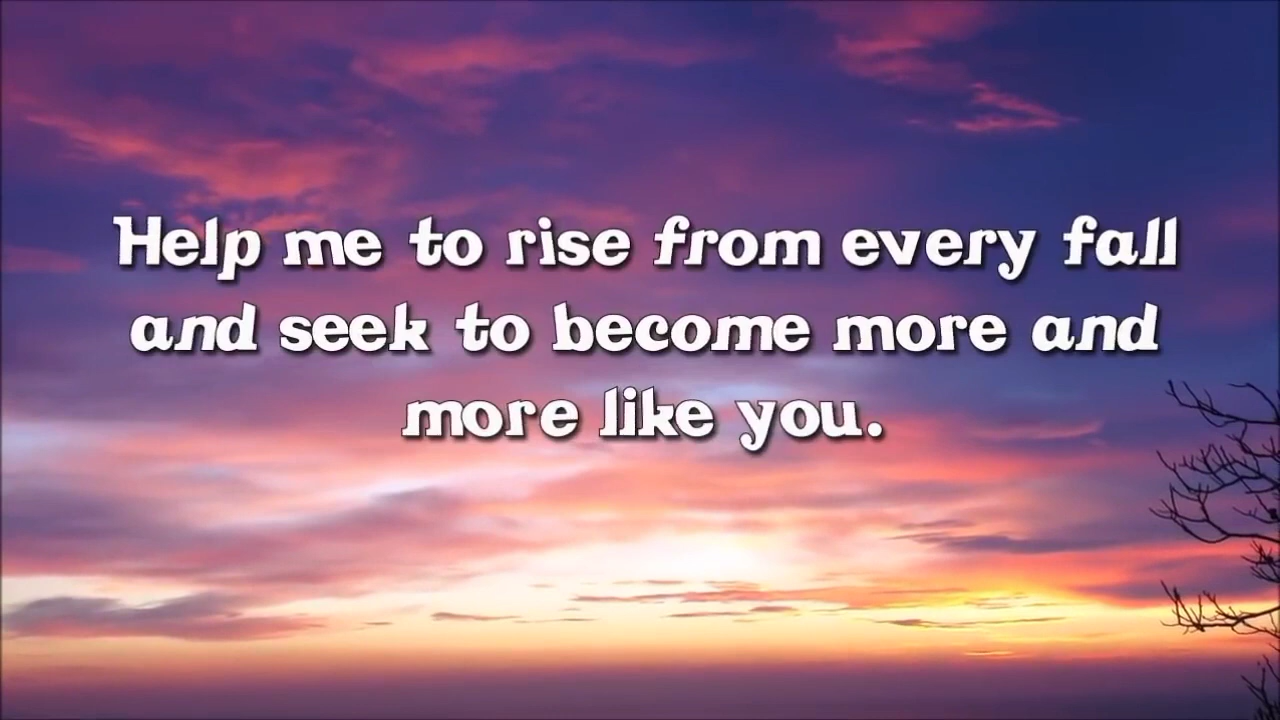 Help me to rise from every fall
and seek to become more and
more like you.